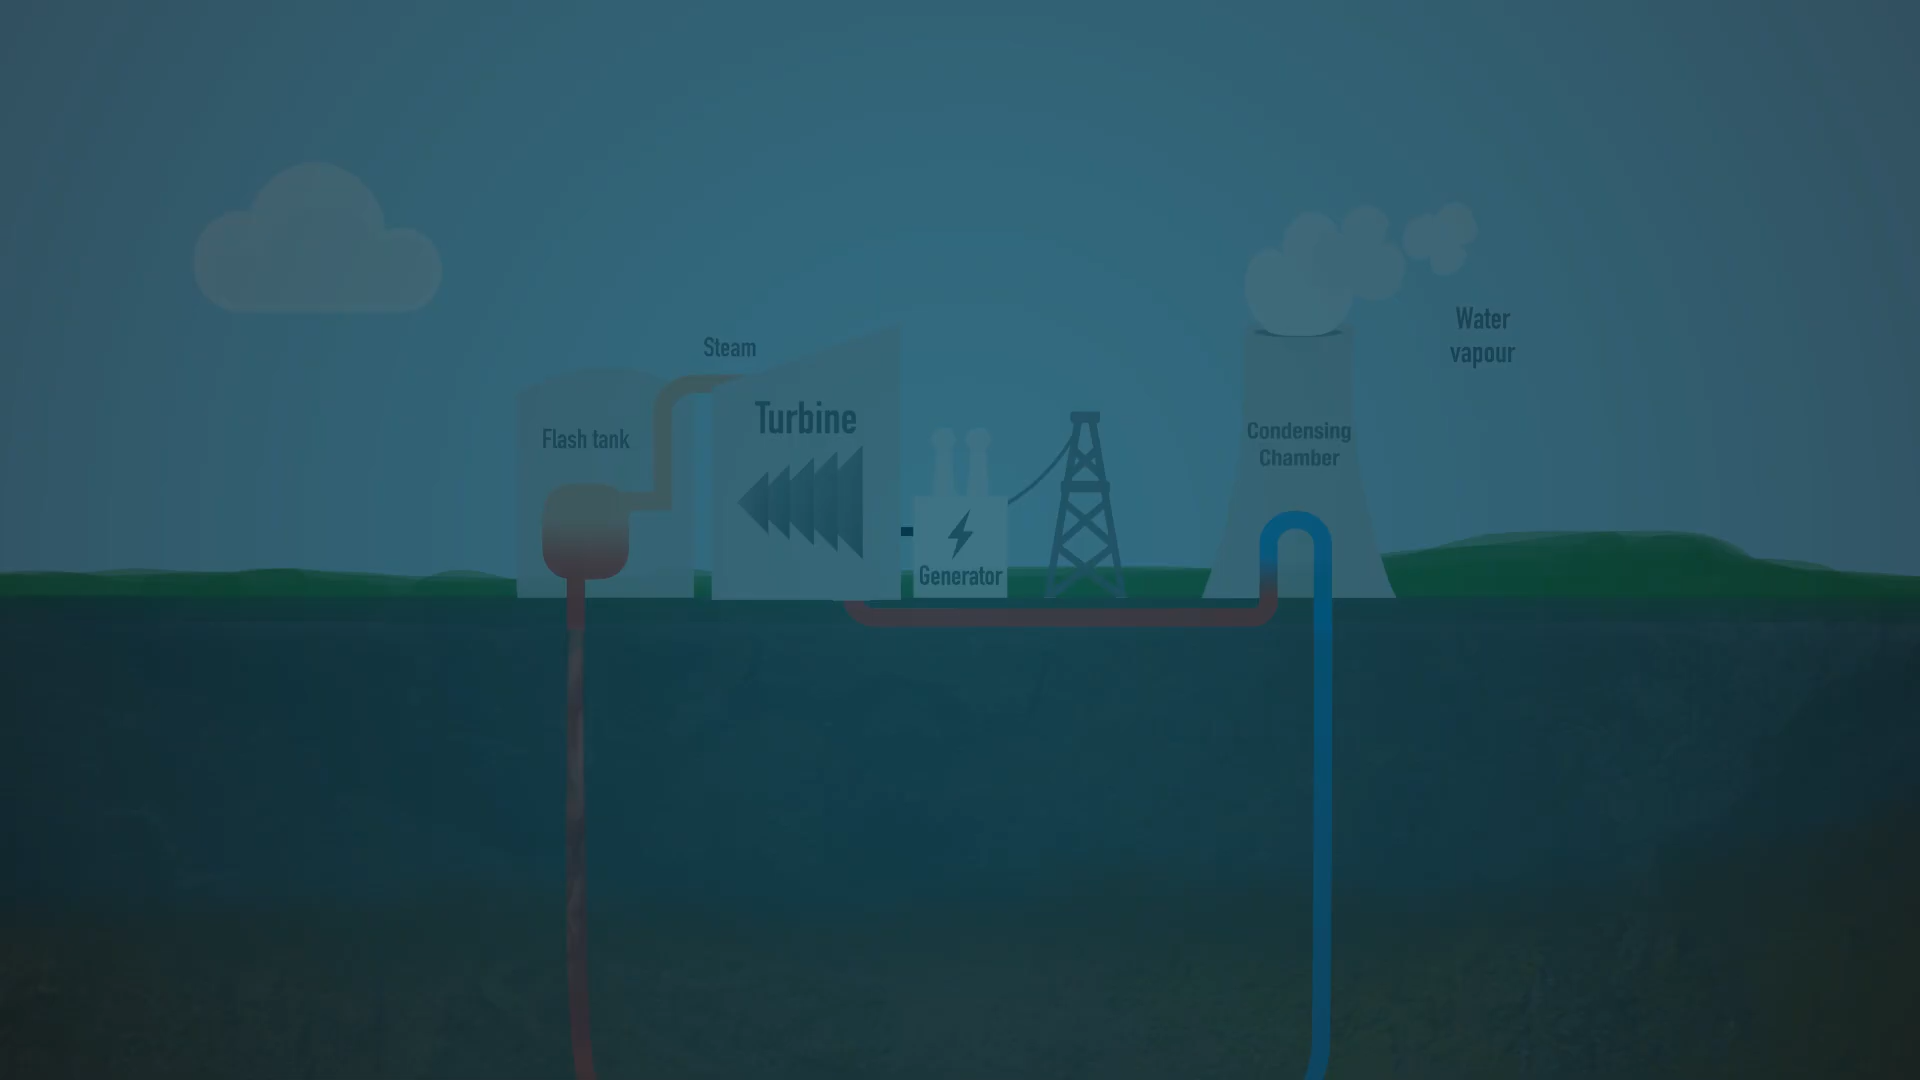 Steam
Flash tank
Turbine
Generator
Condensing
Chamber
Water
vapour